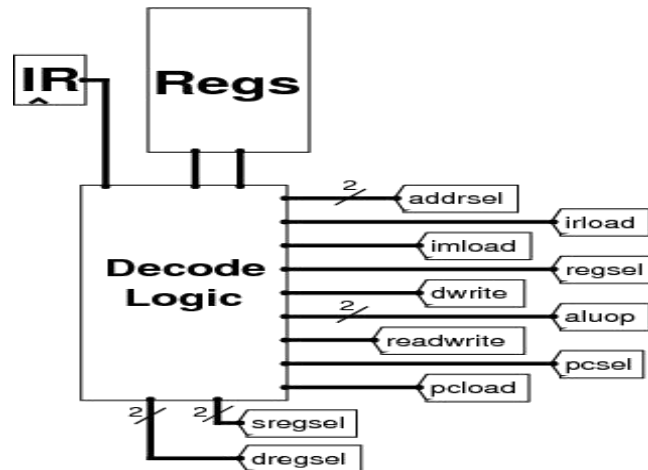 IR
Regs
2
addrsel
irload
imload
Decode
Logic
regsel
dwrite
2
aluop
readwrite
pcsel
pcload
2
2
sregsel
dregsel